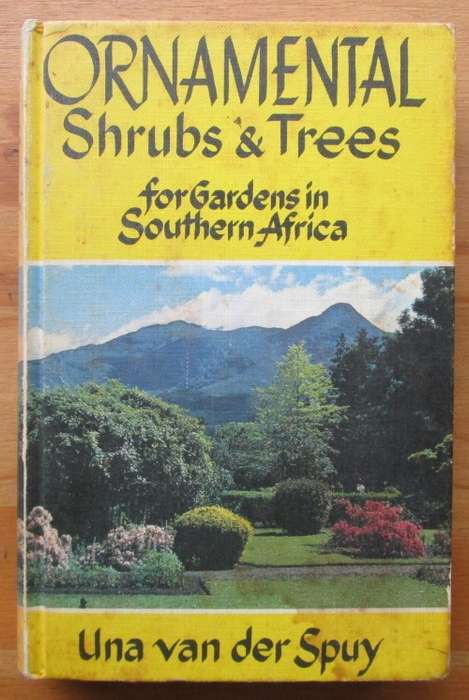 ORNAMENTAL
Shrubs & Trees
for Gardens in
Southern Africa
Una van der Spuy